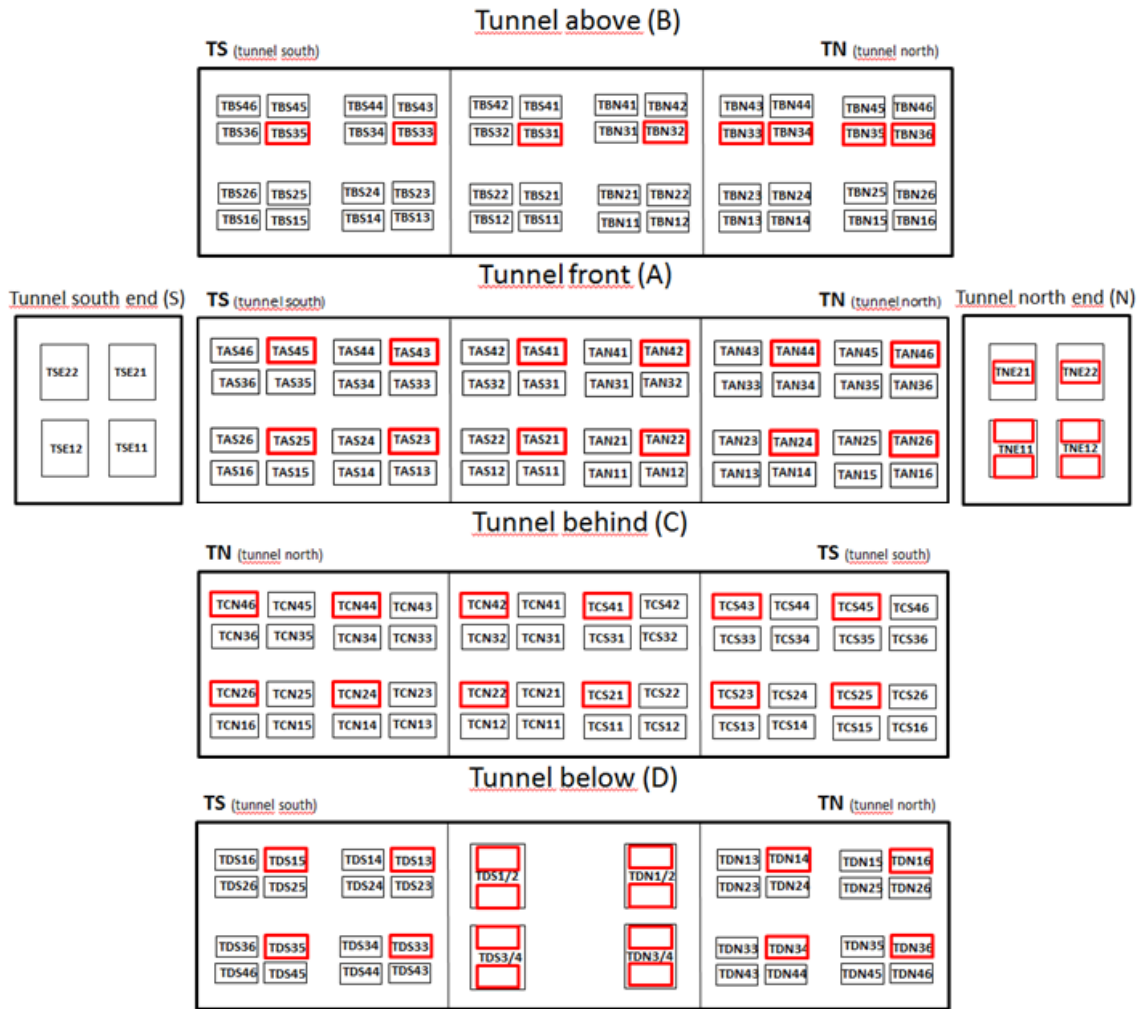 Tunnel above (B)
TS (tunnel south) TN (tunnel north)
TBS46 TBS45 TBS44 TBS43 TBS42 TBS41 TBN41 TBN42 TBN43 TBN44 TBN45 TBN46
TBS36 TBS35 TBS34 TBS33 TBS32 TBS31 TBN31 TBN32 TBN33 TBN34 TBN35 TBN36
TBS26 TBS25 TBS24 TBS23 TBS22 TBS21 TBN21 TBN22 TBN23 TBN24 TBN25 TBN26
TBS16 TBS15 TBS14 TBS13 TBS12 TBS11 TBN11 TBN12 TBN13 TBN14 TBN15 TBN16
Tunnel front (A)
Tunnel south end (S) TS (tunnel south) TN (tunnel north) Tunnel north end (N)
TAS46 TAS45 TAS44 TAS43 TAS42 TAS41 TAN41 TAN42 TAN43 TAN44 TAN45 TAN46
TSE22 TSE21 TAS36 TAS35 TAS34 TAS33 TAS32 TAS31 TAN31 TAN32 TAN33 TAN34 TAN35 TAN36 TNE21 TNE22
TAS26 TAS25 TAS24 TAS23 TAS22 TAS21 TAN21 TAN22 TAN23 TAN24 TAN25 TAN26
TSE12 TSE11 TAS16 TAS15 TAS14 TAS13 TAS12 TAS11 TAN11 TAN12 TAN13 TAN14 TAN15 TAN16 TNE11 TNE12
Tunnel behind (C)
TN (tunnel north) TS (tunnel south)
TCN46 TCN45 TCN44 TCN43 TCN42 TCN41 TCS41 TCS42 TCS43 TCS44 TCS45 TCS46
TCN36 TCN35 TCN34 TCN33 TCN32 TCN31 TCS31 TCS32 TCS33 TCS34 TCS35 TCS36
TCN26 TCN25 TCN24 TCN23 TCN22 TCN21 TCS21 TCS22 TCS23 TCS24 TCS25 TCS26
TCN16 TCN15 TCN14 TCN13 TCN12 TCN11 TCS11 TCS12 TCS13 TCS14 TCS15 TCS16
Tunnel below (D)
TS (tunnel south) TN (tunnel north)
TDS16 TDS15 TDS14 TDS13 TDN13 TDN14 TDN15 TDN16
TDS1/2 TDN1/2
TDS26 TDS25 TDS24 TDS23 TDN23 TDN24 TDN25 TDN26
TDS36 TDS35 TDS34 TDS33 TDN33 TDN34 TDN35 TDN36
TDS3/4 TDN3/4
TDS46 TDS45 TDS44 TDS43 TDN43 TDN44 TDN45 TDN46